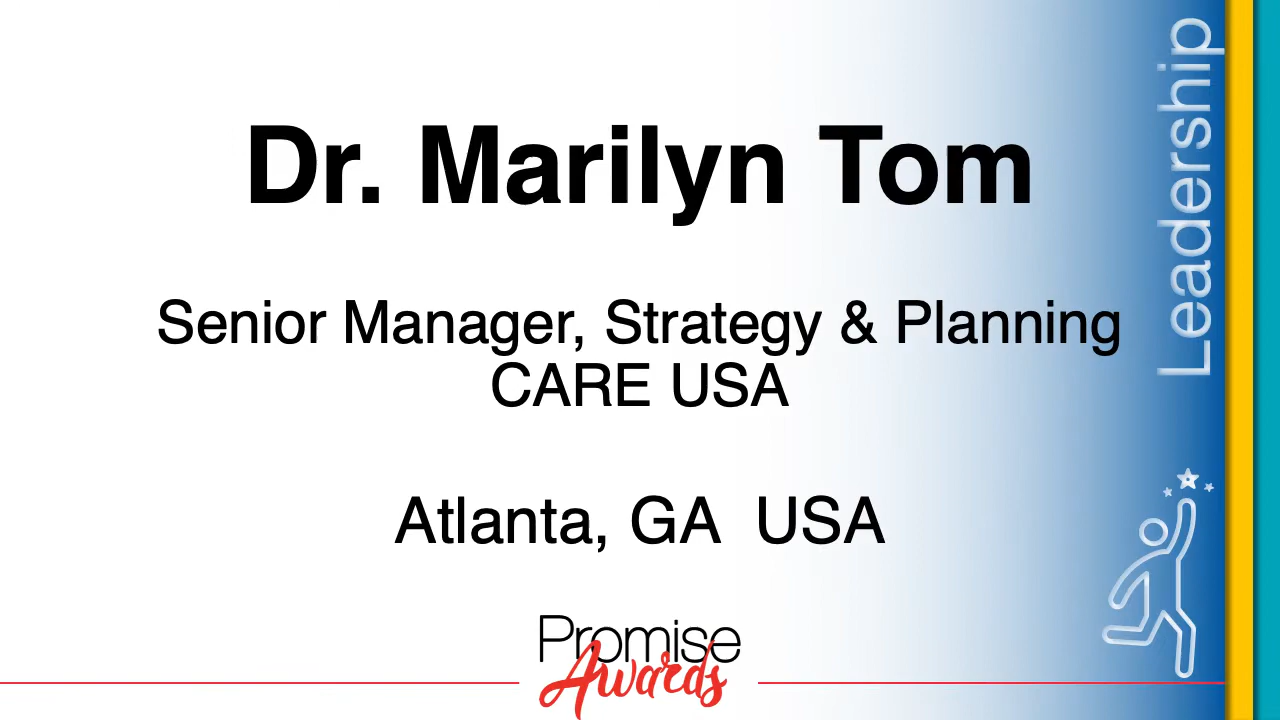 Dr. Marilyn Tom
Senior Manager, Strategy & Planning
CARE USA
Atlanta, GA  USA
Promise
Awards
Leadership